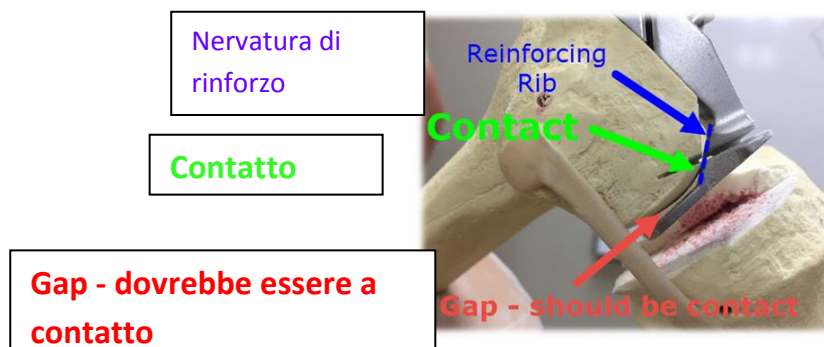 Nervatura di
rinforzo
Reinforcing
Rib
Contact
Contatto
Gap - dovrebbe essere a
contatto
Gap - should be contact